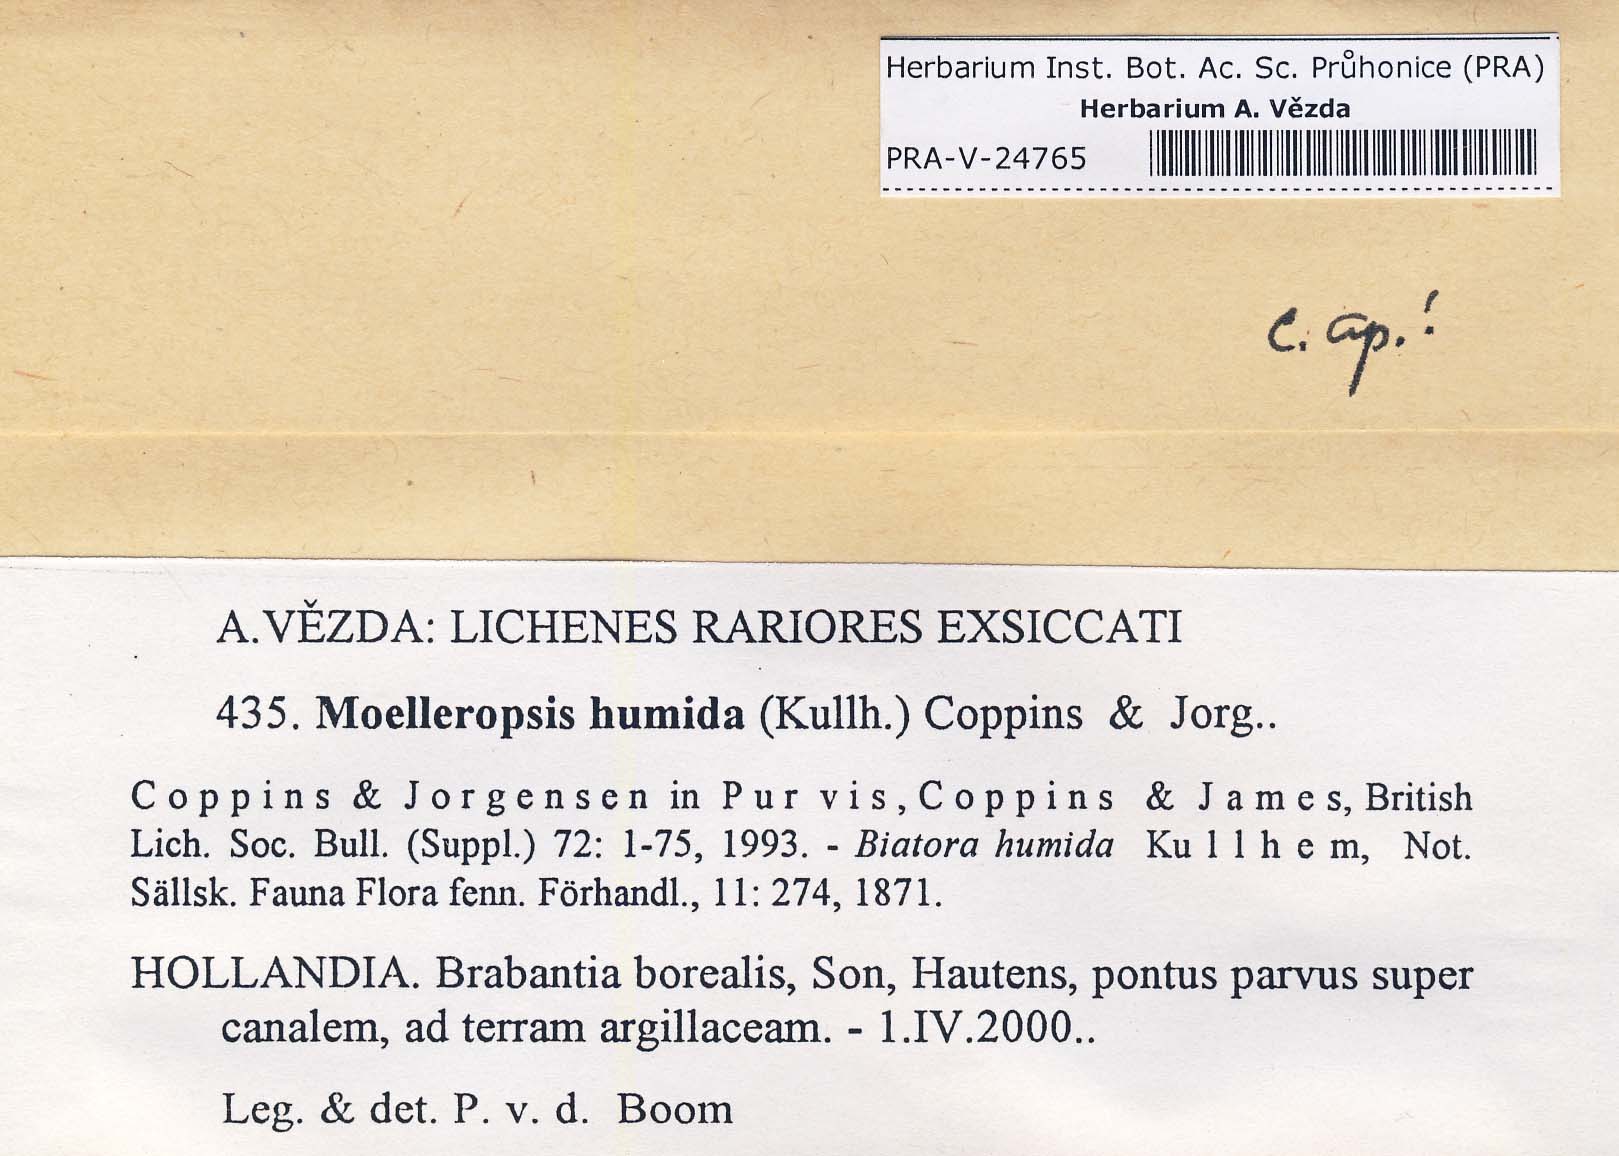 Herbarium Inst. Bot. Ac. Sc. Průhonice (PRA)
Herbarium A. Vězda
PRA-V-24765
c. ap. !
A.VĚZDA: LICHENES RARIORES EXSICCATI
435. Moelleropsis humida (Kullh.) Coppins & Jorg..
Coppins & Jorgensen in Purvis, Coppins & James, British
Lich. Soc. Bull. (Suppl.) 72: 1-75, 1993. - Biatora humida Kullhem, Not.
Sällsk. Fauna Flora fenn. Förhandl., 11: 274, 1871.
HOLLANDIA. Brabantia borealis, Son, Hautens, pontus parvus super
canalem, ad terram argillaceam. - 1.IV.2000..
Leg. & det. P. v. d. Boom